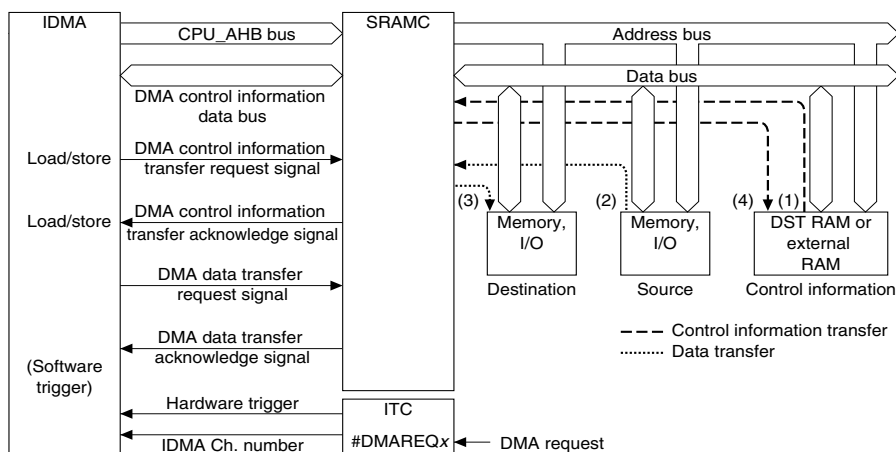 IDMA
CPU_AHB bus
SRAMC
Address bus
Data bus
DMA control information
data bus
Load/store
DMA control information
transfer request signal
(3)
(2)
(4)
(1)
Load/store
DMA control information
transfer acknowledge signal
Memory,
I/O
Memory,
I/O
DST RAM or
external
RAM
DMA data transfer
request signal
Destination
Source
Control information
Control information transfer
Data transfer
DMA data transfer
acknowledge signal
(Software
trigger)
Hardware trigger
ITC
IDMA Ch. number
#DMAREQx
DMA request